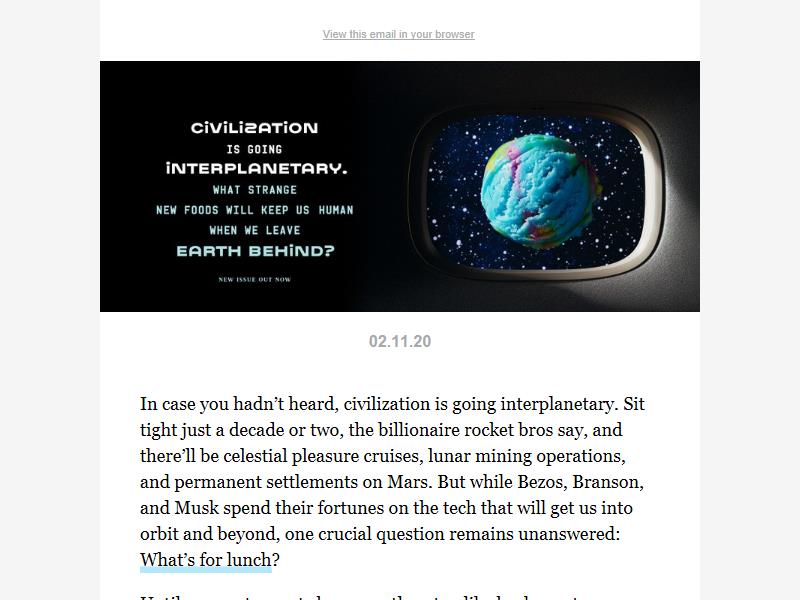 View this email in your browser
CIVILIZATION
IS GOING
INTERPLANETARY.
WHAT STRANGE
NEW FOODS WILL KEEP US HUMAN
WHEN WE LEAVE
EARTH BEHIND?
NEW ISSUE OUT NOW
02.11.20
In case you hadn’t heard, civilization is going interplanetary. Sit
tight just a decade or two, the billionaire rocket bros say, and
there’ll be celestial pleasure cruises, lunar mining operations,
and permanent settlements on Mars. But while Bezos, Branson,
and Musk spend their fortunes on the tech that will get us into
orbit and beyond, one crucial question remains unanswered:
What’s for lunch?